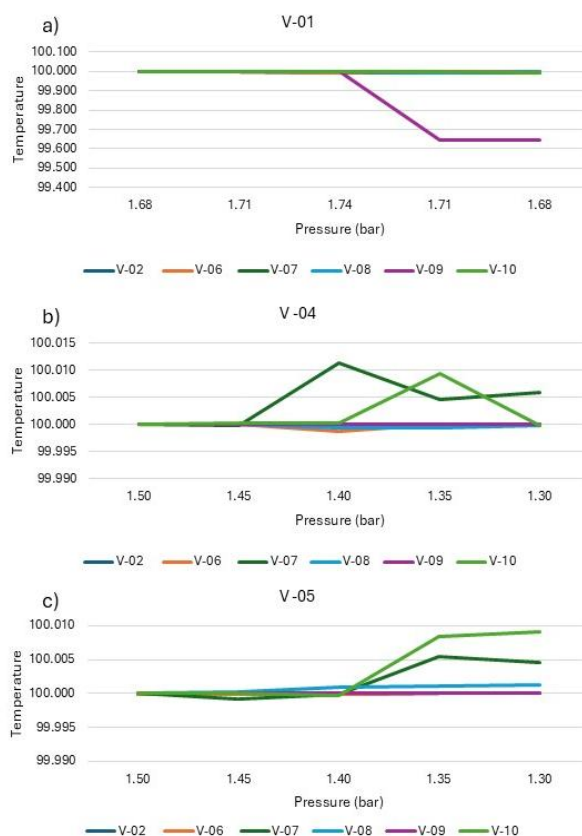 a)
V-01
Temperature
100.100
100.000
99.900
99.800
99.700
99.600
99.500
99.400
1.68 1.71 1.74 1.71 1.68
Pressure (bar)
V-02 V-06 V-07 V-08 V-09 V-10
b)
V -04
Temperature
100.015
100.010
100.005
100.000
99.995
99.990
1.50 1.45 1.40 1.35 1.30
Pressure (bar)
V-02 V-06 V-07 V-08 V-09 V-10
c)
V -05
Temperature
100.010
100.005
100.000
99.995
99.990
1.50 1.45 1.40 1.35 1.30
Pressure (bar)
V-02 V-06 V-07 V-08 V-09 V-10